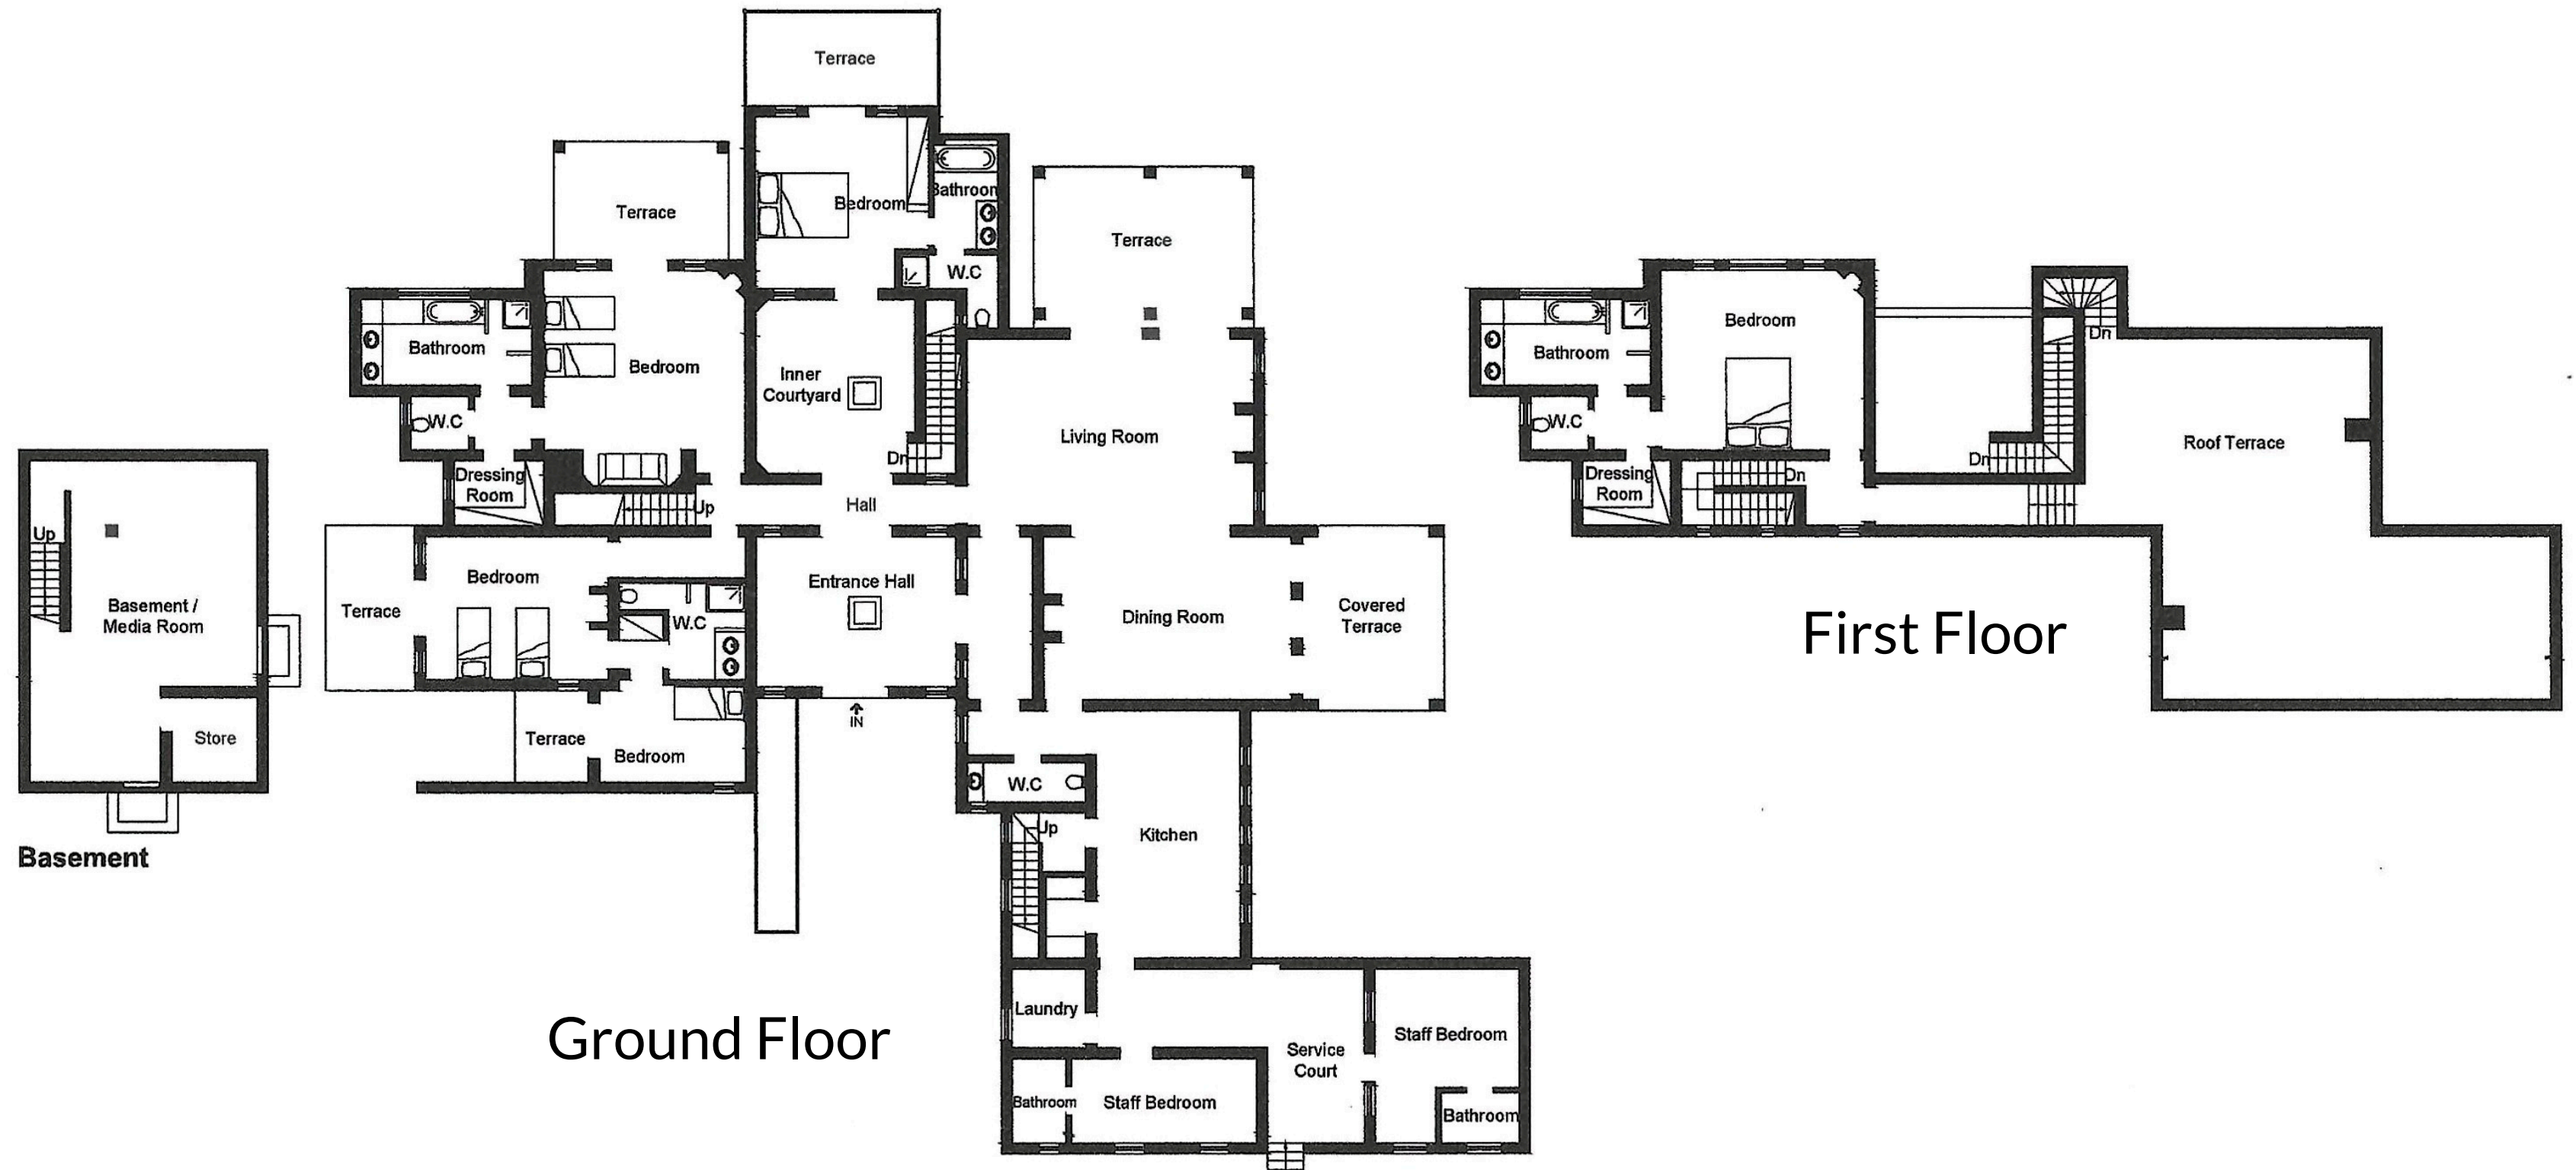 Terrace
Terrace
Bedroom
Bathroom
W.C
Terrace
Bathroom
Bedroom
W.C
Dressing
Room
Inner
Courtyard
Dn
Living Room
Up
Hall
Terrace
Bedroom
W.C
Entrance Hall
Dining Room
Covered
Terrace
Terrace
Bedroom
IN
W.C
Up
Kitchen
Laundry
Service
Court
Staff Bedroom
Bathroom
Staff Bedroom
Bathroom
Ground Floor
Up
Basement /
Media Room
Store
Basement
Bedroom
Bathroom
W.C
Dressing
Room
Dn
Dn
Dn
Roof Terrace
First Floor